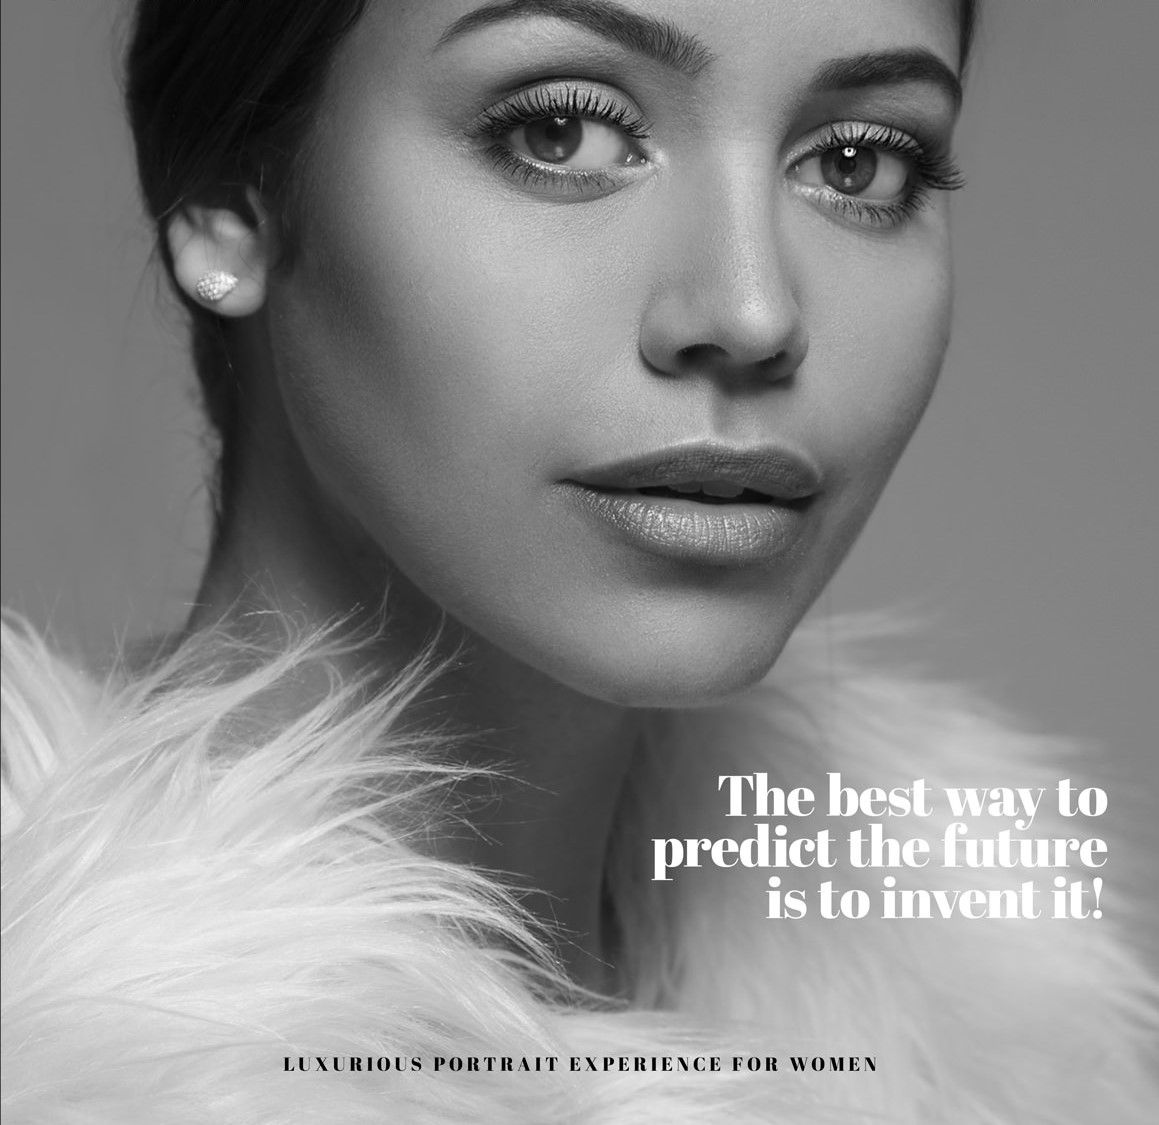 The best way to
predict the future
is to invent it!
LUXURIOUS PORTRAIT EXPERIENCE FOR WOMEN